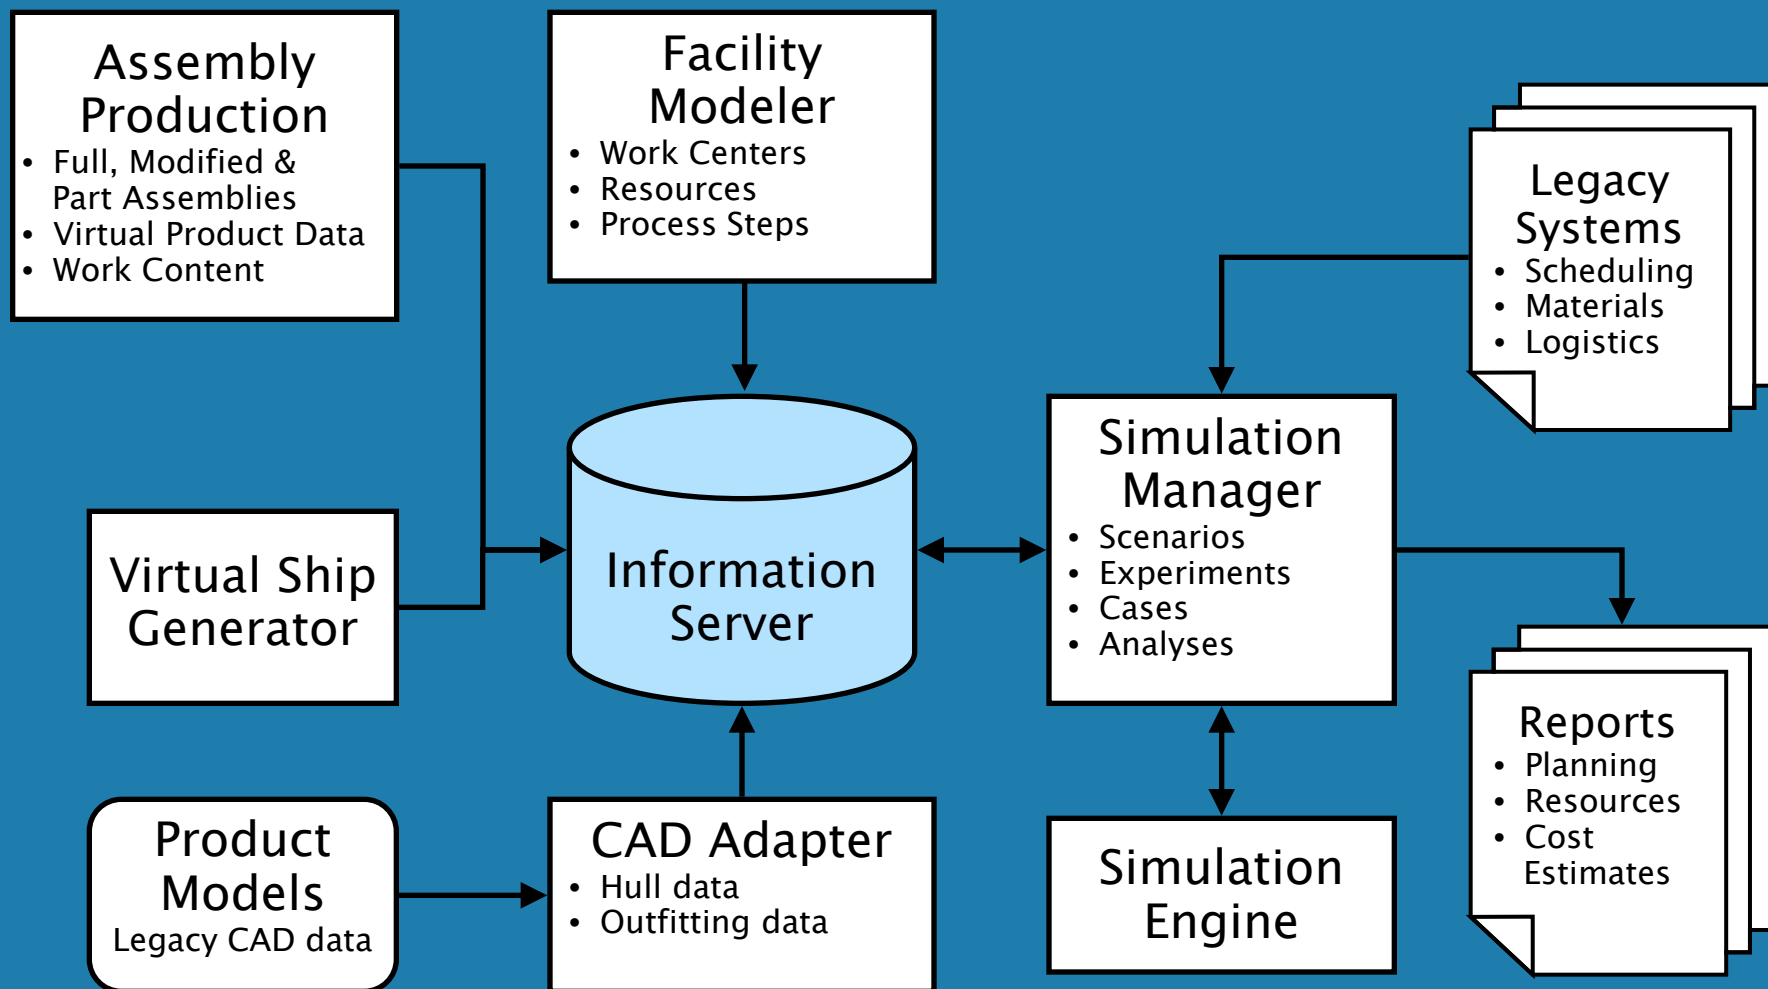 Assembly
Production
• Full, Modified &
Part Assemblies
• Virtual Product Data
• Work Content
Facility
Modeler
• Work Centers
• Resources
• Process Steps
Legacy
Systems
• Scheduling
• Materials
• Logistics
Virtual Ship
Generator
Information
Server
Simulation
Manager
• Scenarios
• Experiments
• Cases
• Analyses
Product
Models
Legacy CAD data
CAD Adapter
• Hull data
• Outfitting data
Simulation
Engine
Reports
• Planning
• Resources
• Cost
Estimates